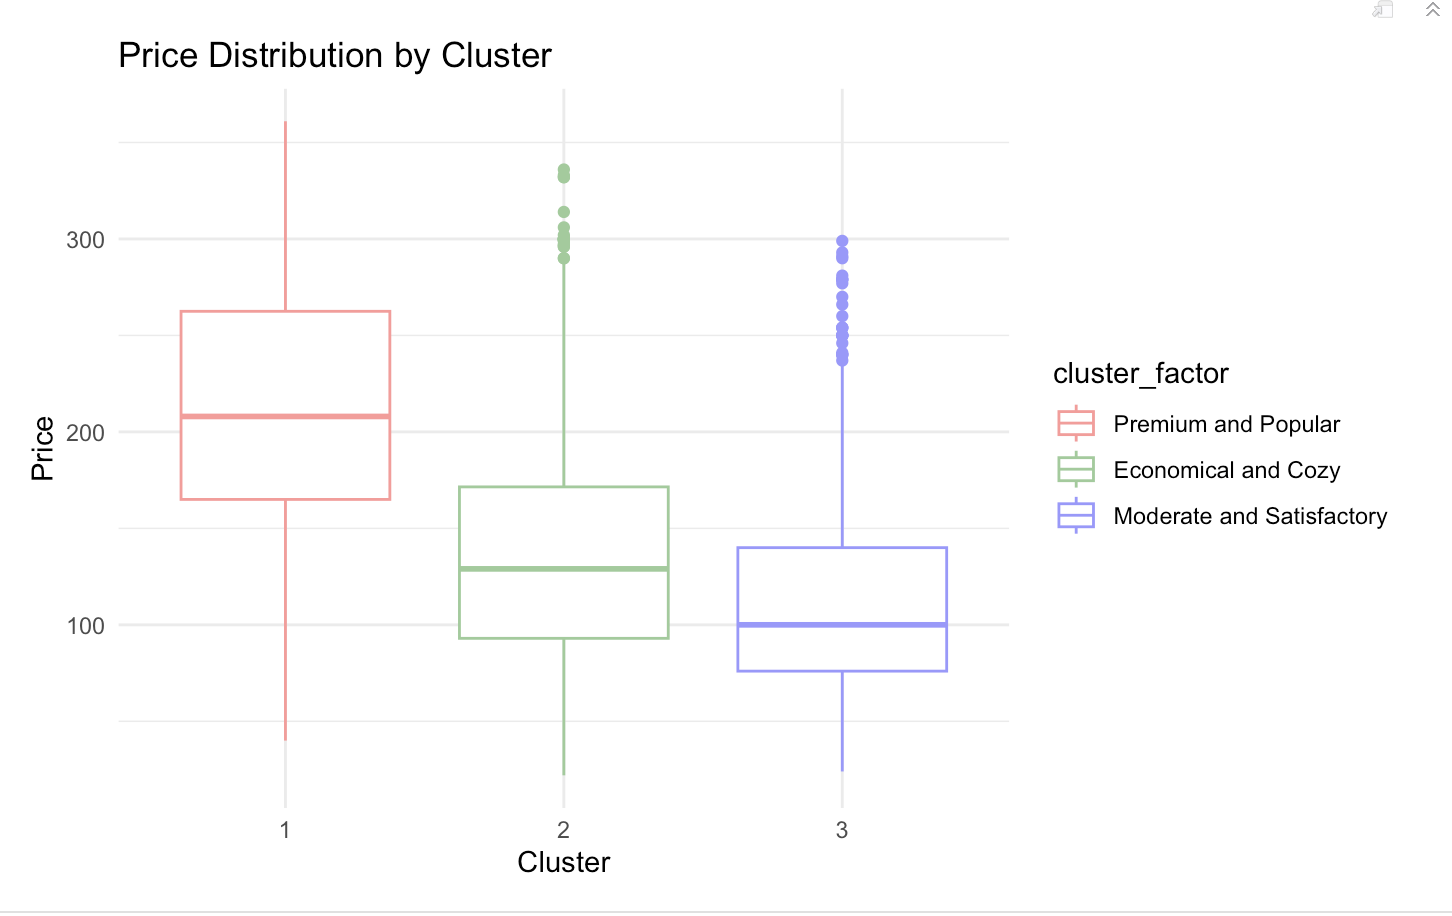 Price Distribution by Cluster
300
200
100
Price
1
2
3
Cluster
cluster_factor
Premium and Popular
Economical and Cozy
Moderate and Satisfactory